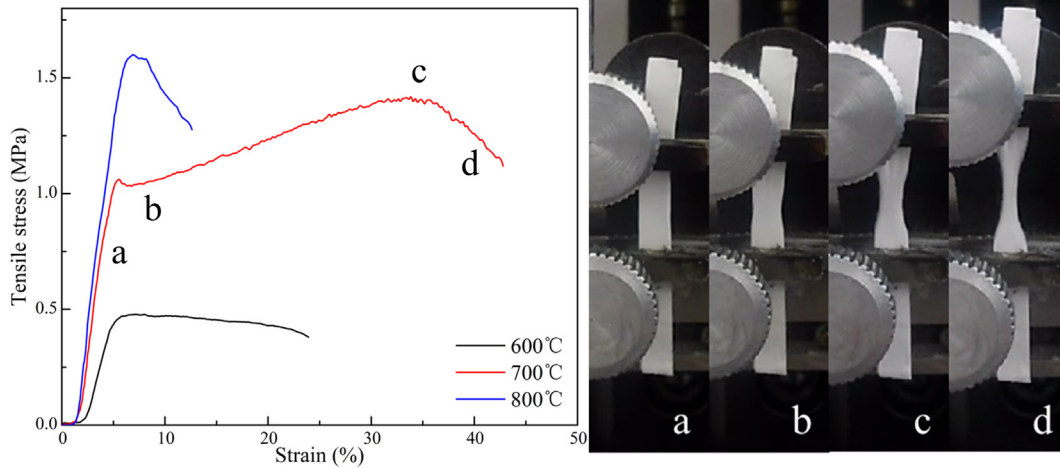 Tensile stress (MPa)
1.5
1.0
0.5
0.0
0
10
20
30
40
50
Strain (%)
a
b
c
d
600℃
700℃
800℃
a
b
c
d